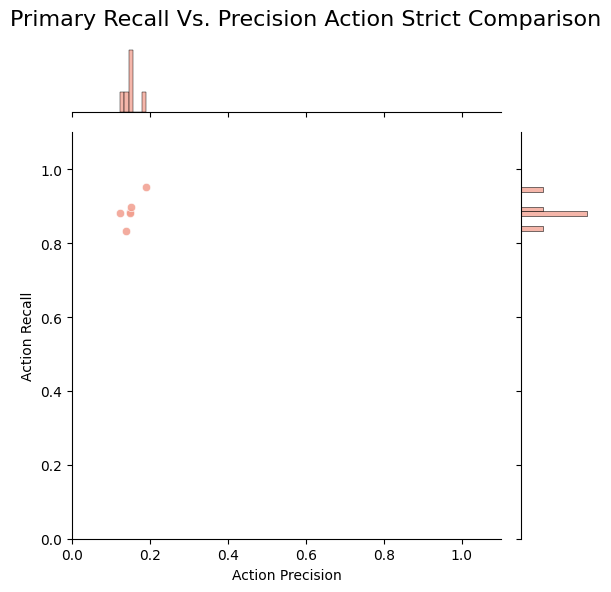 Primary Recall Vs. Precision Action Strict Comparison
1.0
0.8
0.6
0.4
0.2
0.0
Action Recall
0.0 0.2 0.4 0.6 0.8 1.0
Action Precision